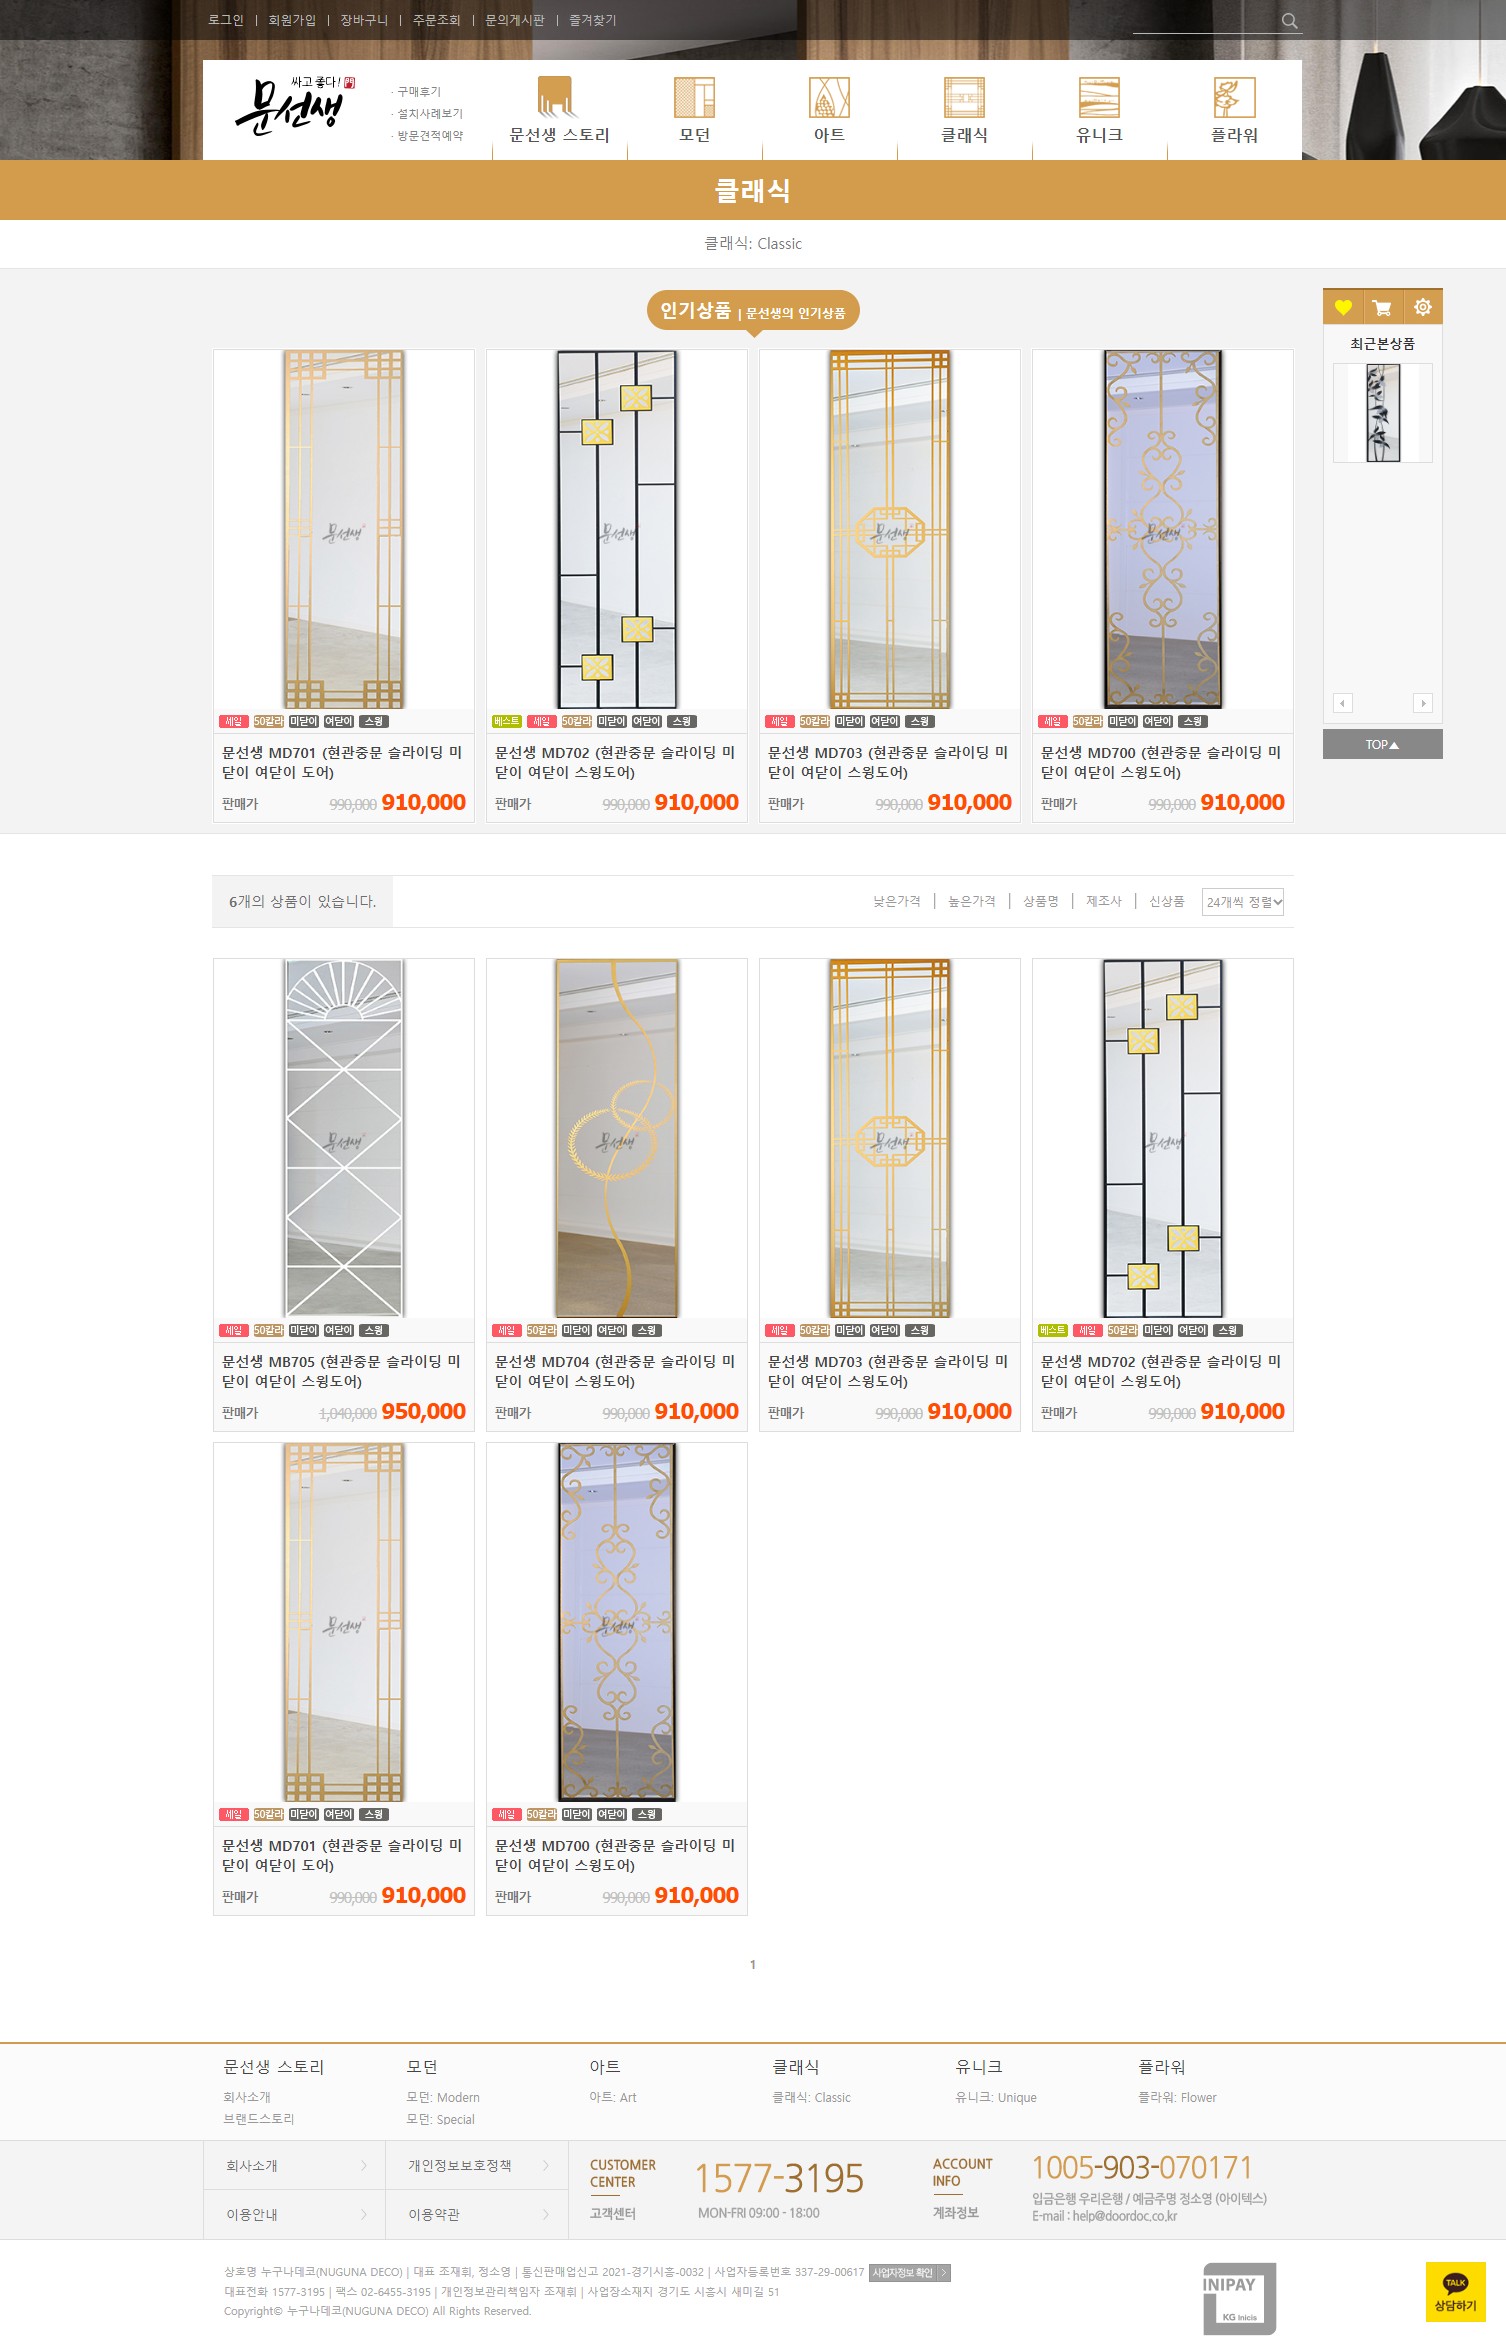 로그인 | 회원가입 | 장바구니 | 주문조회 | 문의게시판 | 즐겨찾기
싸고 좋다!
문선생
· 구매후기
· 설치사례보기
· 방문견적예약
문선생 스토리
모던
아트
클래식
유니크
플라워
클래식
클래식: Classic
인기상품 | 문선생의 인기상품
최근본상품
TOP
세일 50칼라 미닫이 여닫이 스윙
문선생 MD701 (현관중문 슬라이딩 미
닫이 여닫이 도어)
판매가 990,000 910,000
베스트 세일 50칼라 미닫이 여닫이 스윙
문선생 MD702 (현관중문 슬라이딩 미
닫이 여닫이 스윙도어)
판매가 990,000 910,000
세일 50칼라 미닫이 여닫이 스윙
문선생 MD703 (현관중문 슬라이딩 미
닫이 여닫이 스윙도어)
판매가 990,000 910,000
세일 50칼라 미닫이 여닫이 스윙
문선생 MD700 (현관중문 슬라이딩 미
닫이 여닫이 스윙도어)
판매가 990,000 910,000
6개의 상품이 있습니다.
낮은가격 | 높은가격 | 상품명 | 제조사 | 신상품
24개씩 정렬
세일 50칼라 미닫이 여닫이 스윙
문선생 MB705 (현관중문 슬라이딩 미
닫이 여닫이 스윙도어)
판매가 1,040,000 950,000
세일 50칼라 미닫이 여닫이 스윙
문선생 MD704 (현관중문 슬라이딩 미
닫이 여닫이 스윙도어)
판매가 990,000 910,000
세일 50칼라 미닫이 여닫이 스윙
문선생 MD703 (현관중문 슬라이딩 미
닫이 여닫이 스윙도어)
판매가 990,000 910,000
베스트 세일 50칼라 미닫이 여닫이 스윙
문선생 MD702 (현관중문 슬라이딩 미
닫이 여닫이 스윙도어)
판매가 990,000 910,000
세일 50칼라 미닫이 여닫이 스윙
문선생 MD701 (현관중문 슬라이딩 미
닫이 여닫이 도어)
판매가 990,000 910,000
세일 50칼라 미닫이 여닫이 스윙
문선생 MD700 (현관중문 슬라이딩 미
닫이 여닫이 스윙도어)
판매가 990,000 910,000
1
문선생 스토리
회사소개
브랜드스토리
모던
모던: Modern
모던: Special
아트
아트: Art
클래식
클래식: Classic
유니크
유니크: Unique
플라워
플라워: Flower
회사소개
개인정보보호정책
이용안내
이용약관
CUSTOMER
CENTER
고객센터
1577-3195
MON-FRI 09:00 - 18:00
ACCOUNT
INFO
계좌정보
1005-903-070171
입금은행 우리은행 / 예금주명 정소영 (아이텍스)
E-mail : help@doordoc.co.kr
상호명 누구나데코(NUGUNA DECO) | 대표 조재휘, 정소영 | 통신판매업신고 2021-경기시흥-0032 | 사업자등록번호 337-29-00617 사업자정보 확인
대표전화 1577-3195 | 팩스 02-6455-3195 | 개인정보관리책임자 조재휘 | 사업장소재지 경기도 시흥시 새미길 51
Copyright© 누구나데코(NUGUNA DECO) All Rights Reserved.
INIPAY
KG Inicis
TALK
상담하기